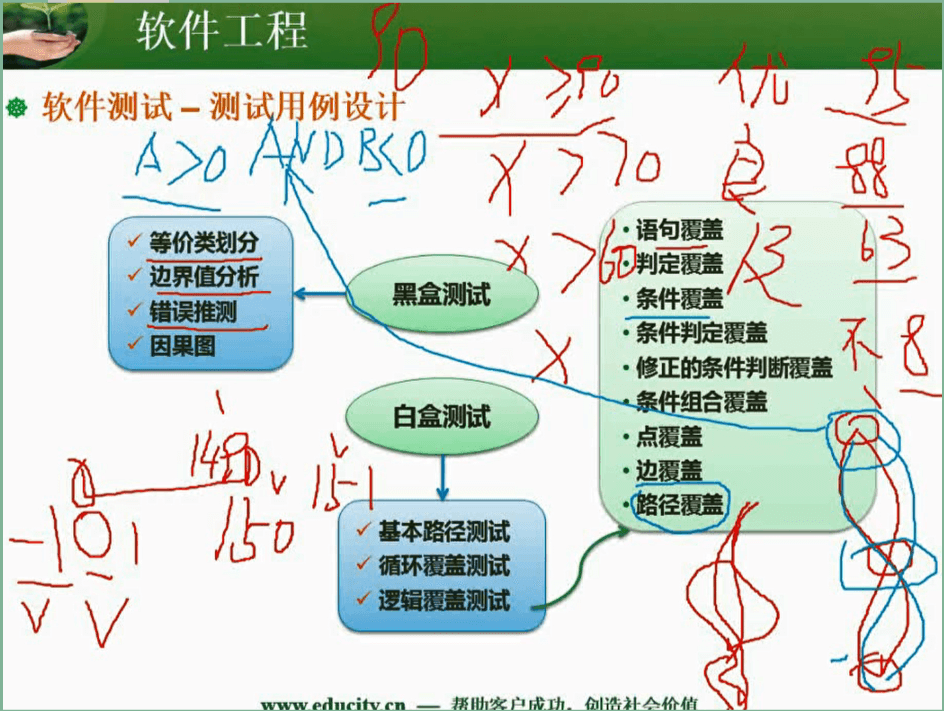 软件工程
90
X ≥90 优 95
软件测试 – 测试用例设计
A>0 AND B<0
X >70 良 88
X >60 63
X 不 8
等价类划分
边界值分析
错误推测
因果图
黑盒测试
白盒测试
语句覆盖
判定覆盖
条件覆盖
条件判定覆盖
修正的条件判断覆盖
条件组合覆盖
点覆盖
边覆盖
路径覆盖
149
-1 0 1 150 151
基本路径测试
循环覆盖测试
逻辑覆盖测试
www.educity.cn — 帮助客户成功，创造社会价值